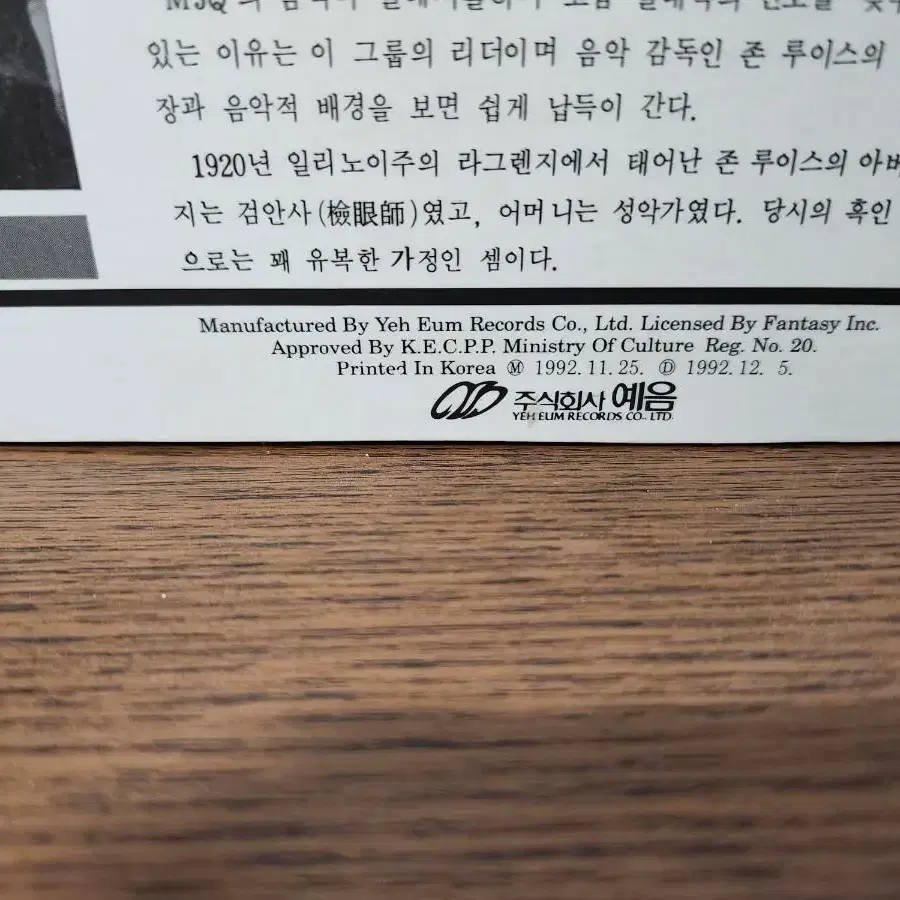 MJQ의 음악이
있는 이유는 이 그룹의 리더이며 음악 감독인 존 루이스의
장과 음악적 배경을 보면 쉽게 납득이 간다.
1920년 일리노이주의 라그렌지에서 태어난 존 루이스의 아버
지는 검안사(檢眼師)였고, 어머니는 성악가였다. 당시의 흑인
으로는 꽤 유복한 가정인 셈이다.
Manufactured By Yeh Eum Records Co., Ltd. Licensed By Fantasy Inc.
Approved By K.E.C.P.P. Ministry Of Culture Reg. No. 20.
Printed In Korea Ⓜ 1992.11.25. Ⓓ 1992.12. 5.
주식회사 예음
YEH EUM RECORDS CO., LTD.